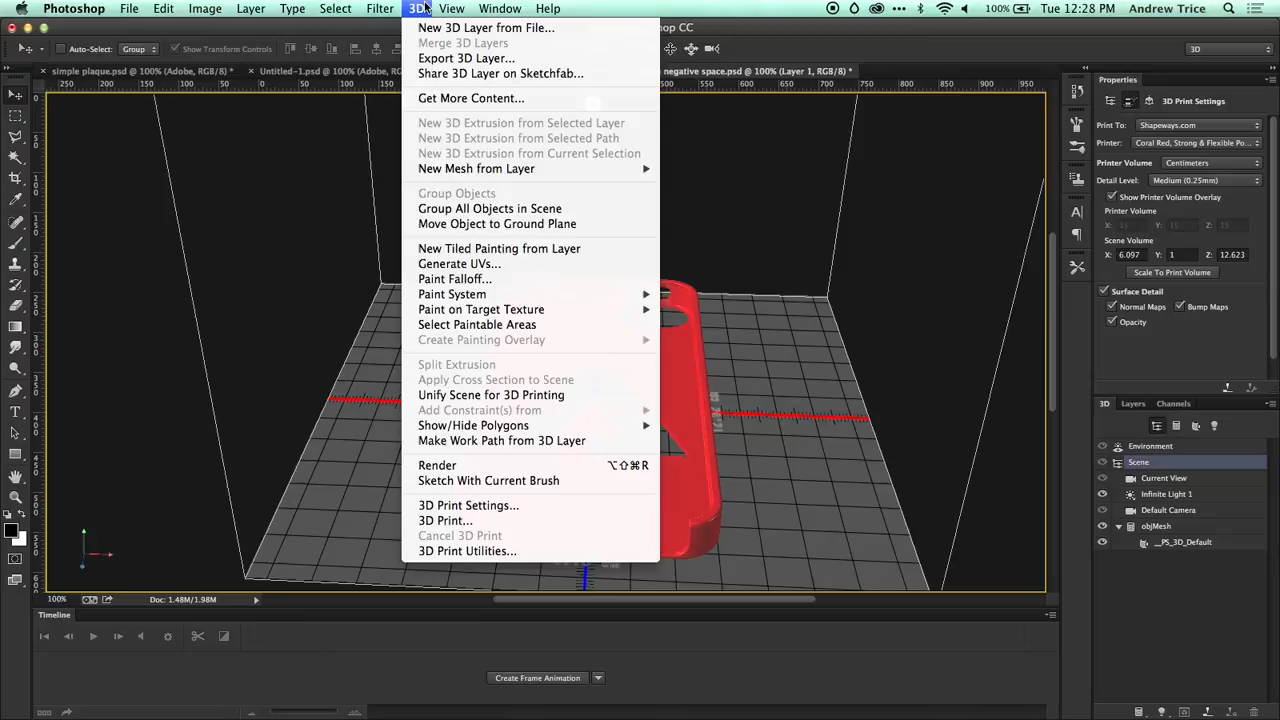 Photoshop File Edit Image Layer Type Select Filter 3D View Window Help 100% Tue 12:28 PM Andrew Trice
shop CC
Auto-Select: Group Show Transform Controls 3D
simple plaque.psd @ 100% (Adobe, RGB/8) * Untitled-1.psd @ 100% (Adobe, RG negative space.psd @ 100% (Layer 1, RGB/8) *
New 3D Layer from File...
Merge 3D Layers
Export 3D Layer...
Share 3D Layer on Sketchfab...
Get More Content...
New 3D Extrusion from Selected Layer
New 3D Extrusion from Selected Path
New 3D Extrusion from Current Selection
New Mesh from Layer
Group Objects
Group All Objects in Scene
Move Object to Ground Plane
New Tiled Painting from Layer
Generate UVs...
Paint Falloff...
Paint System
Paint on Target Texture
Select Paintable Areas
Create Painting Overlay
Split Extrusion
Apply Cross Section to Scene
Unify Scene for 3D Printing
Add Constraint(s) from
Show/Hide Polygons
Make Work Path from 3D Layer
Render ⌥⇧⌘R
Sketch With Current Brush
3D Print Settings...
3D Print...
Cancel 3D Print
3D Print Utilities...
Properties
3D Print Settings
Print To: Shapeways.com
Printer: Coral Red, Strong & Flexible Po...
Printer Volume Centimeters
Detail Level: Medium (0.25mm)
Show Printer Volume Overlay
Printer Volume
X: 15 Y: 15 Z: 15
Scene Volume
X: 6.097 Y: 1 Z: 12.623
Scale To Print Volume
Surface Detail
Normal Maps Bump Maps
Opacity
3D Layers Channels
Environment
Scene
Current View
Infinite Light 1
Default Camera
objMesh
__PS_3D_Default
100% Doc: 1.48M/1.98M
Timeline
Create Frame Animation